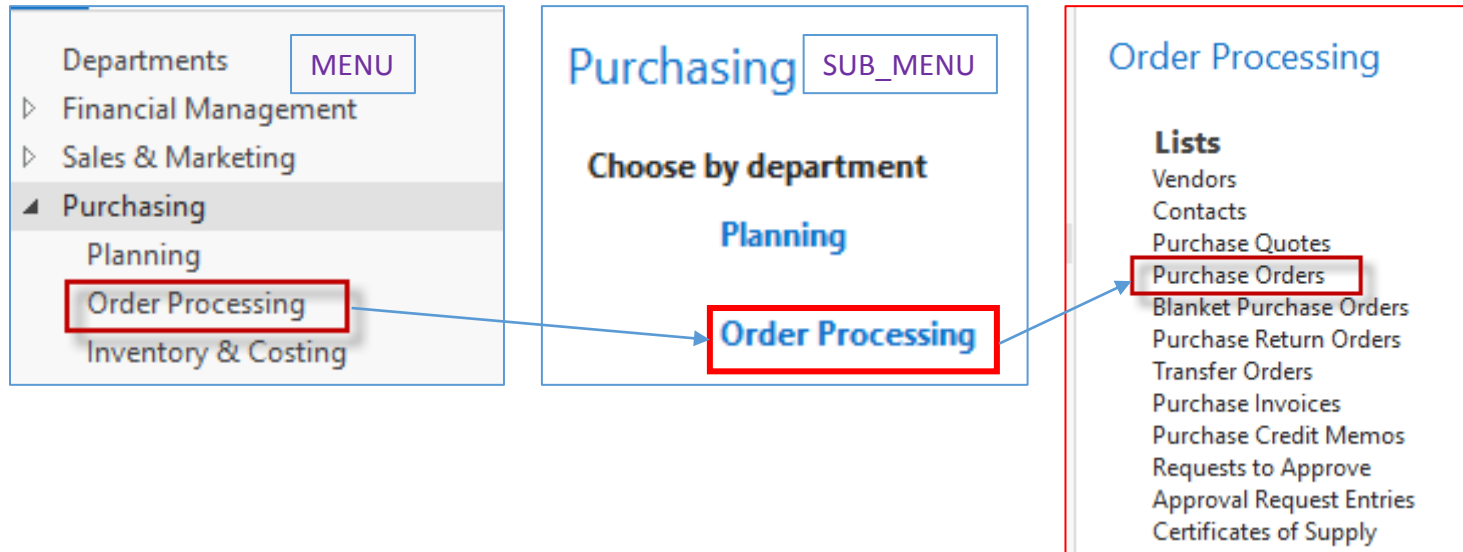 Departments
MENU
Financial Management
Sales & Marketing
Purchasing
Planning
Order Processing
Inventory & Costing
Purchasing
SUB_MENU
Choose by department
Planning
Order Processing
Order Processing
Lists
Vendors
Contacts
Purchase Quotes
Purchase Orders
Blanket Purchase Orders
Purchase Return Orders
Transfer Orders
Purchase Invoices
Purchase Credit Memos
Requests to Approve
Approval Request Entries
Certificates of Supply